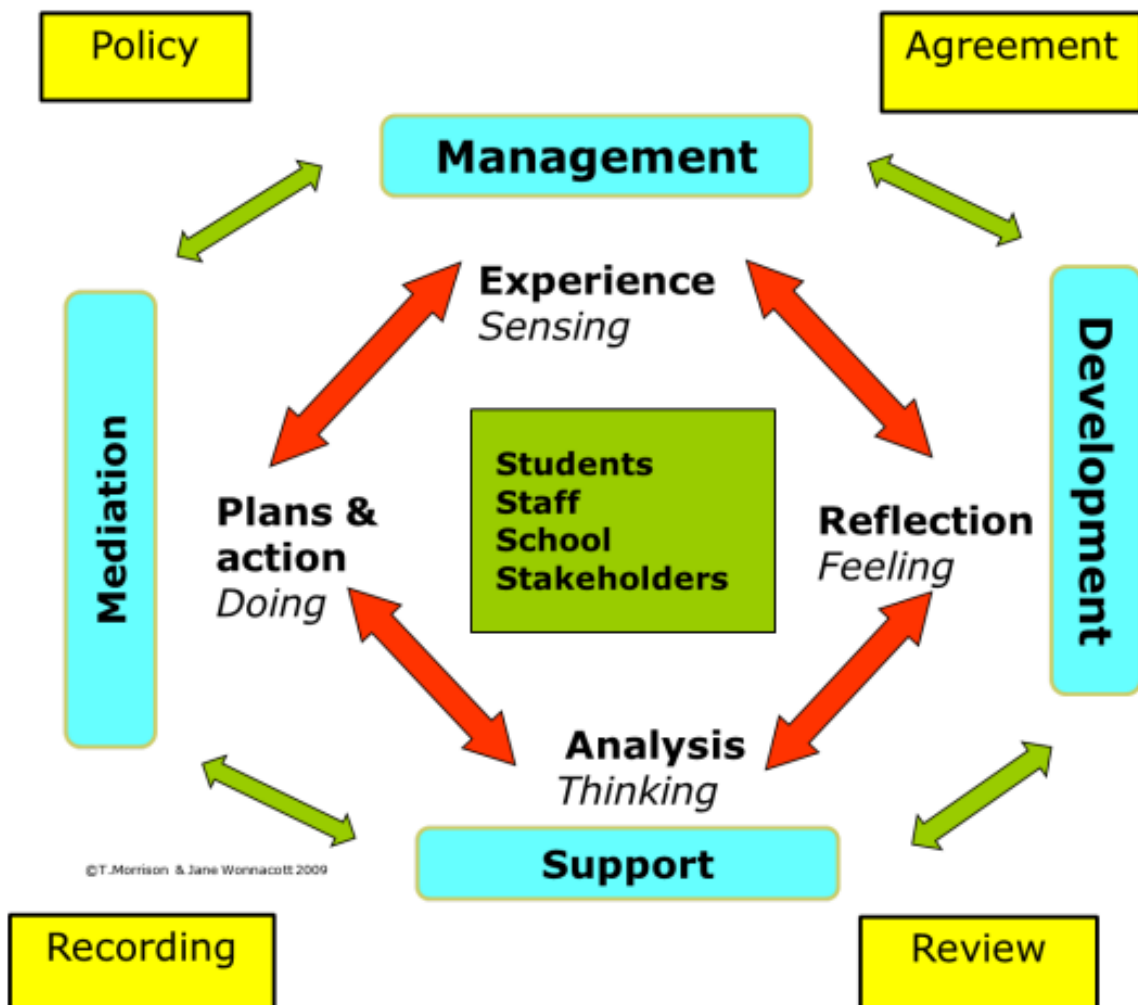 Policy
Agreement
Management
Experience
Sensing
Mediation
Development
Students
Staff
School
Stakeholders
Plans &
action
Doing
Reflection
Feeling
Analysis
Thinking
Support
©T.Morrison & Jane Wonnacott 2009
Recording
Review